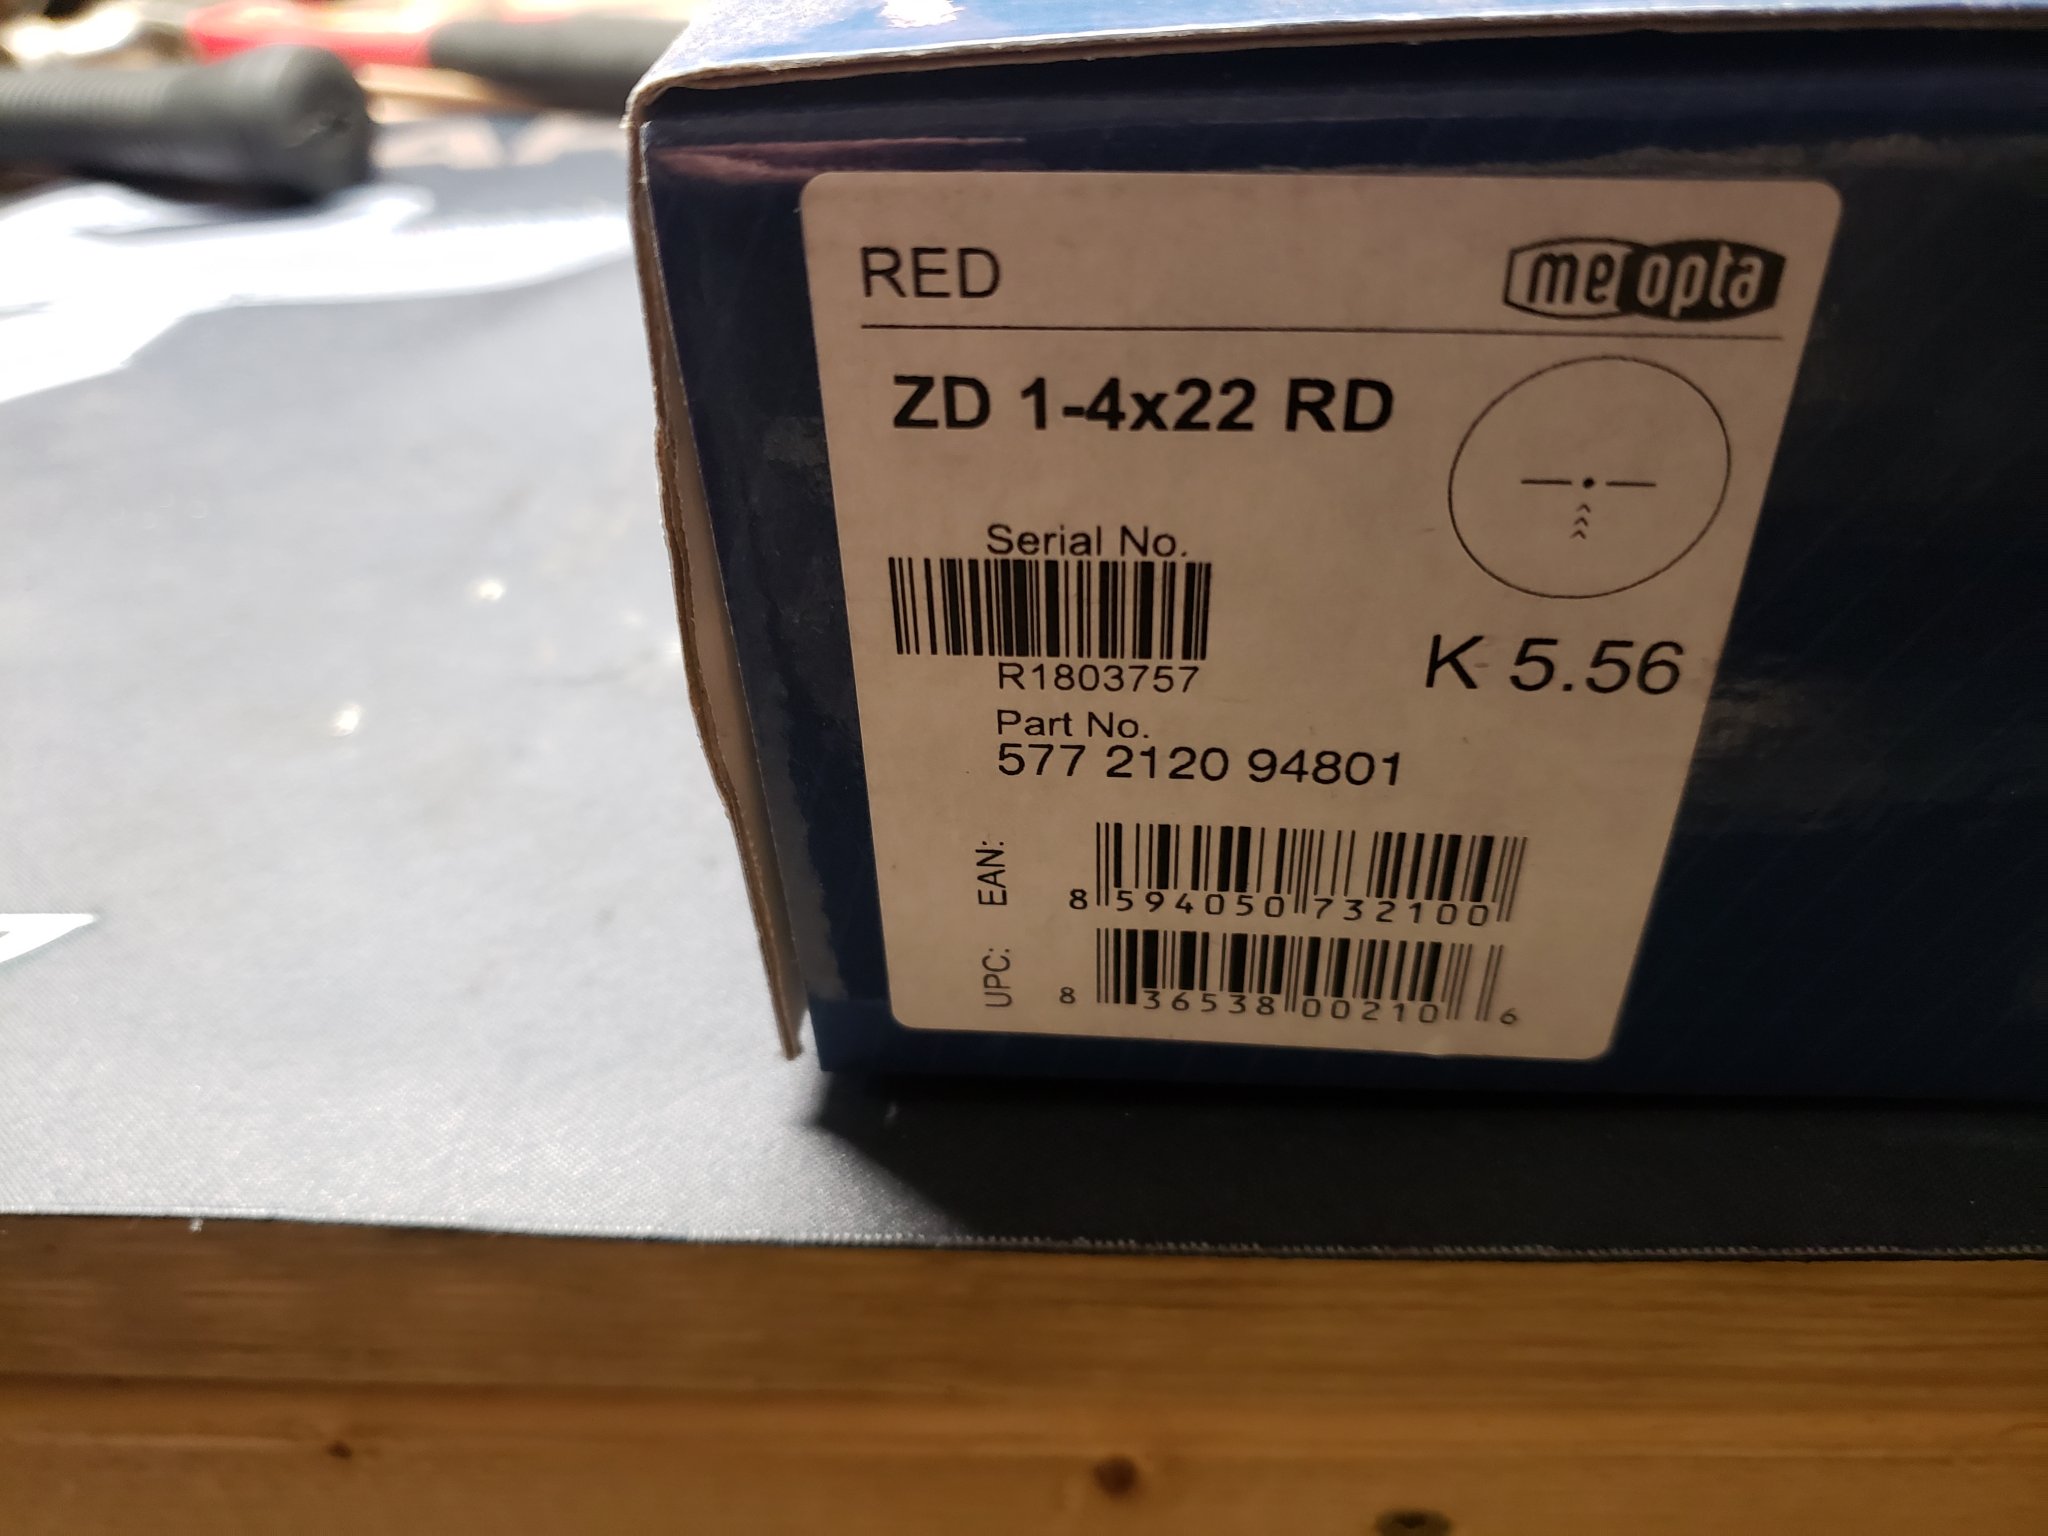 RED
meopta
ZD 1-4x22 RD
Serial No.
R1803757
K 5.56
Part No.
577 2120 94801
EAN:
8 594050 732100
UPC:
8 36538 00210 6